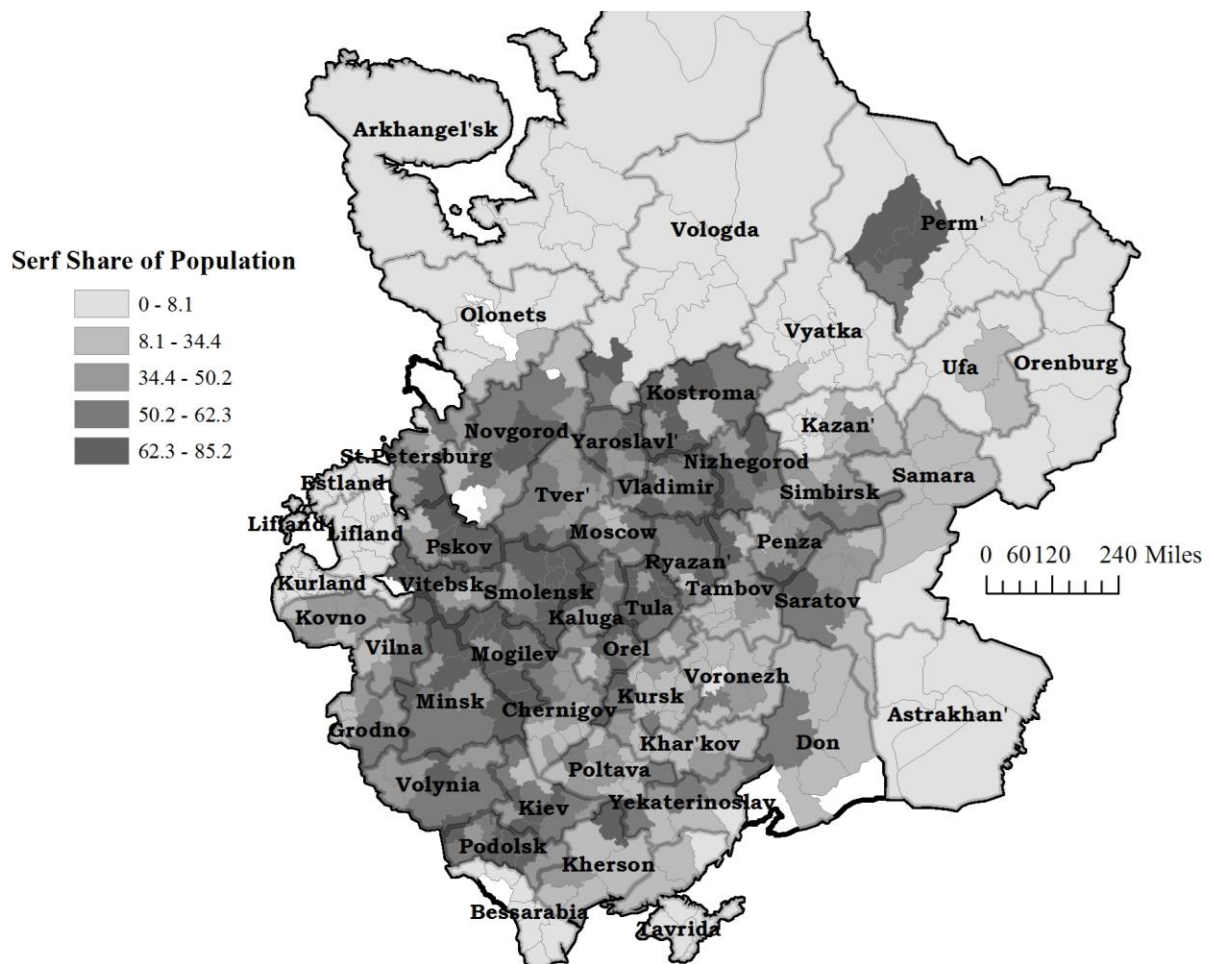 Arkhangel'sk
Vologda
Perm'
Serf Share of Population
0 - 8.1
8.1 - 34.4
34.4 - 50.2
50.2 - 62.3
62.3 - 85.2
Olonets
Vyatka
Ufa
Orenburg
Kostroma
Kazan'
Novgorod
Yaroslavl'
St.Petersburg
Nizhegorod
Samara
Estland
Tver'
Vladimir
Simbirsk
Lifland
Lifland
Moscow
Penza
Pskov
Ryazan'
0 60 120 240 Miles
Kurland
Vitebsk
Smolensk
Tambov
Saratov
Kovno
Kaluga
Tula
Vilna
Mogilev
Orel
Voronezh
Minsk
Chernigov
Kursk
Astrakhan'
Grodno
Khar'kov
Don
Volynia
Poltava
Kiev
Yekaterinoslav
Podolsk
Kherson
Bessarabia
Tavrida